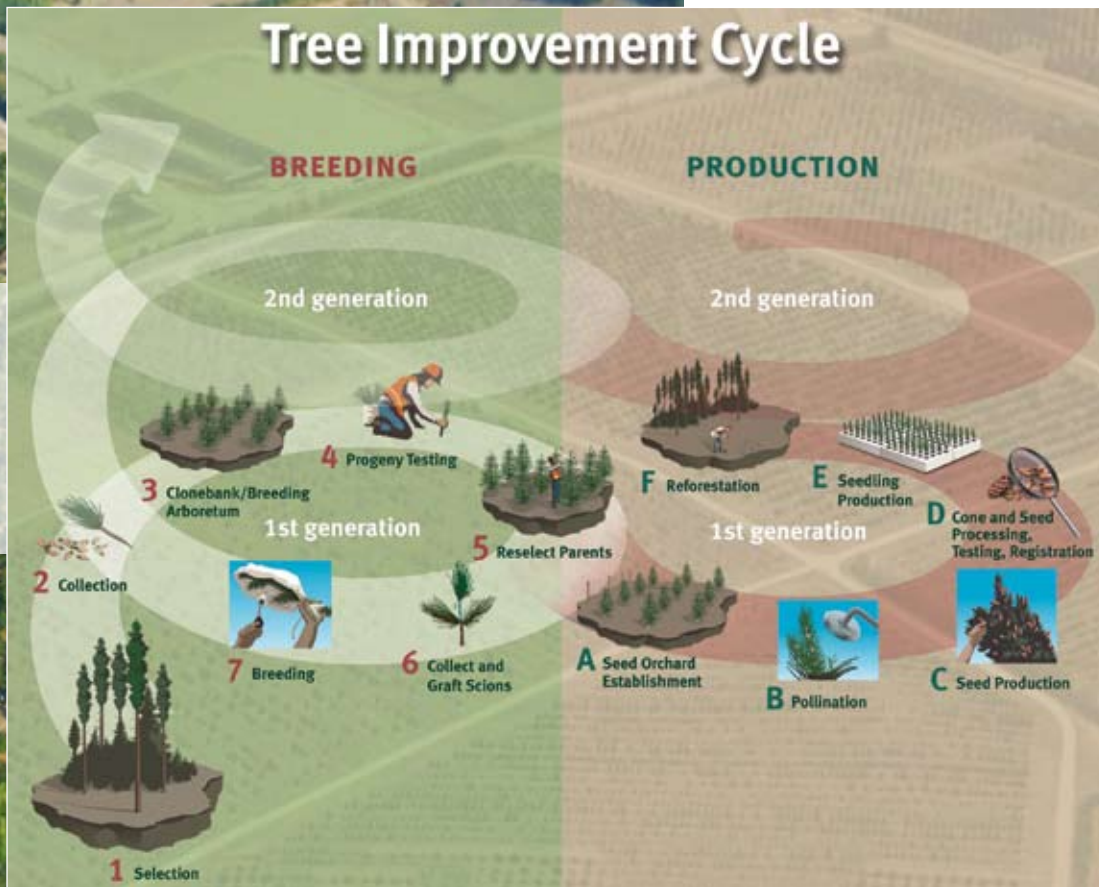 Tree Improvement Cycle
BREEDING
PRODUCTION
2nd generation
2nd generation
3 Clonebank/Breeding
Arboretum
4 Progeny Testing
2 Collection
1st generation
5 Reselect Parents
7 Breeding
6 Collect and
Graft Scions
1 Selection
F Reforestation
E Seedling
Production
D Cone and Seed
Processing,
Testing, Registration
1st generation
A Seed Orchard
Establishment
B Pollination
C Seed Production